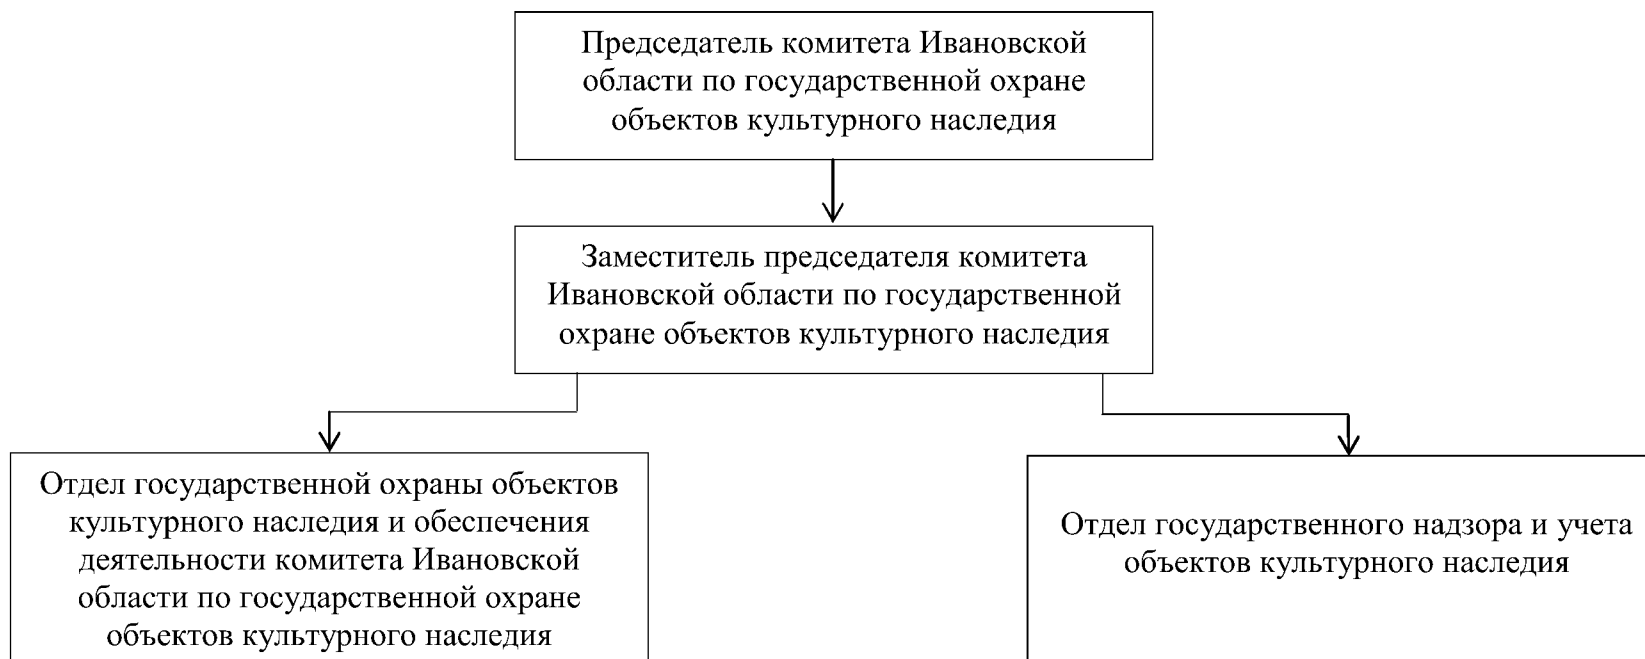 Председатель комитета Ивановской
области по государственной охране
объектов культурного наследия
Заместитель председателя комитета
Ивановской области по государственной
охране объектов культурного наследия
Отдел государственной охраны объектов
культурного наследия и обеспечения
деятельности комитета Ивановской
области по государственной охране
объектов культурного наследия
Отдел государственного надзора и учета
объектов культурного наследия